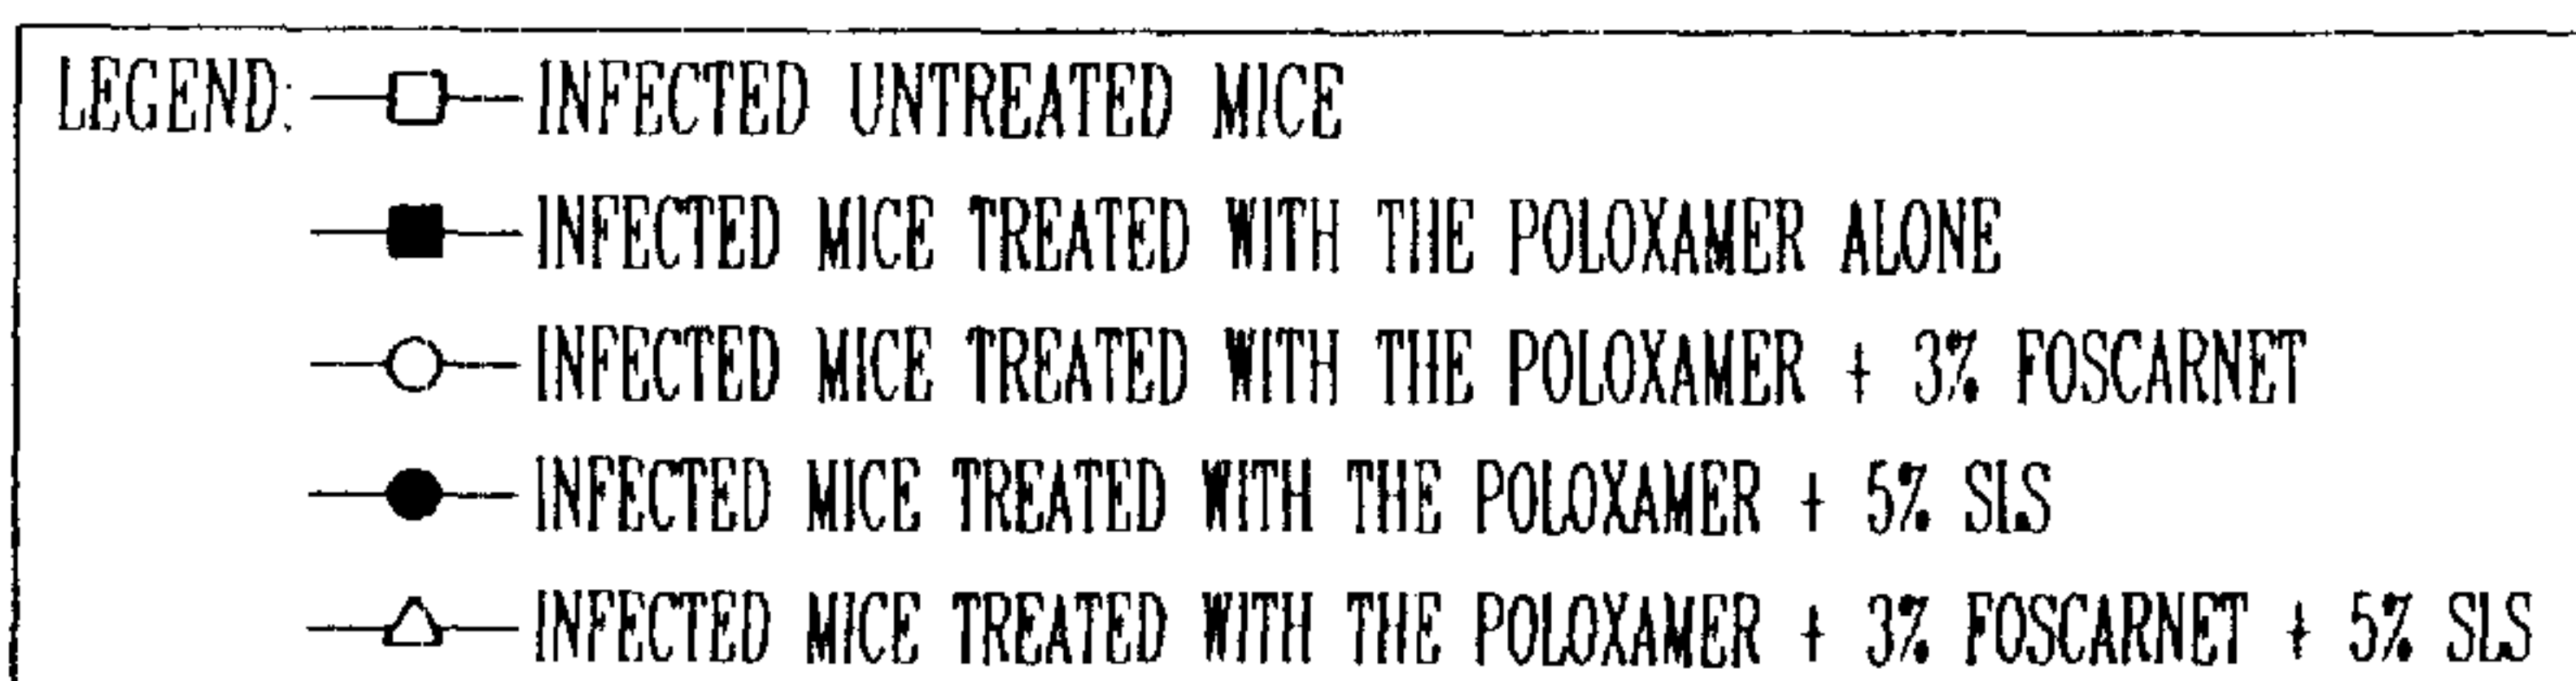 LEGEND: INFECTED UNTREATED MICE
INFECTED MICE TREATED WITH THE POLOXAMER ALONE
INFECTED MICE TREATED WITH THE POLOXAMER + 3% FOSCARNET
INFECTED MICE TREATED WITH THE POLOXAMER + 5% SLS
INFECTED MICE TREATED WITH THE POLOXAMER + 3% FOSCARNET + 5% SLS